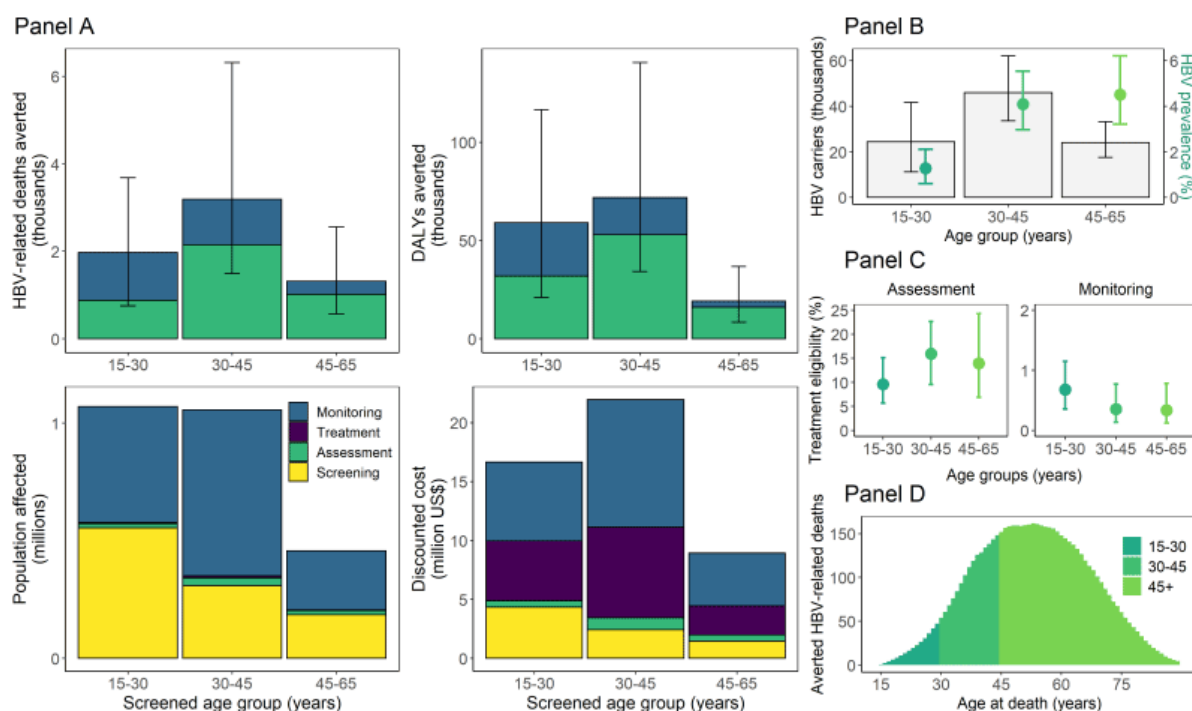 Panel A
HBV-related deaths averted
(thousands)
6
4
2
0
15-30
30-45
45-65
DALYs averted
(thousands)
100
50
0
15-30
30-45
45-65
Population affected
(millions)
1
0
Monitoring
Treatment
Assessment
Screening
15-30
30-45
45-65
Screened age group (years)
Discounted cost
(million US$)
20
15
10
5
0
15-30
30-45
45-65
Screened age group (years)
Panel B
HBV carriers (thousands)
60
40
20
0
HBV prevalence (%)
6
4
2
0
15-30
30-45
45-65
Age group (years)
Panel C
Assessment
Monitoring
Treatment eligibility (%)
25
20
15
10
5
0
2
1
0
15-30
30-45
45-65
15-30
30-45
45-65
Age groups (years)
Panel D
Averted HBV-related deaths
150
100
50
0
15-30
30-45
45+
15
30
45
60
75
Age at death (years)